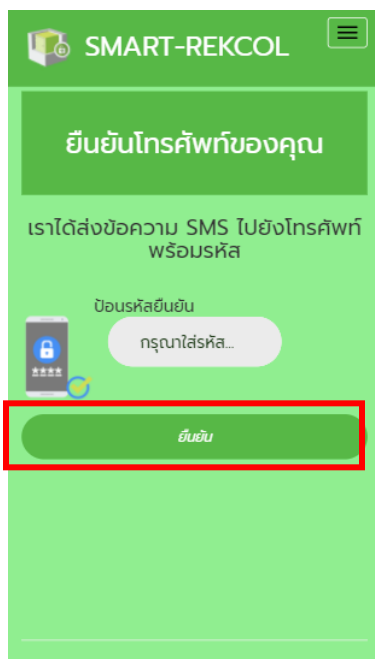 SMART-REKCOL
ยืนยันโทรศัพท์ของคุณ
เราได้ส่งข้อความ SMS ไปยังโทรศัพท์
พร้อมรหัส
ป้อนรหัสยืนยัน
กรุณาใส่รหัส...
****
ยืนยัน